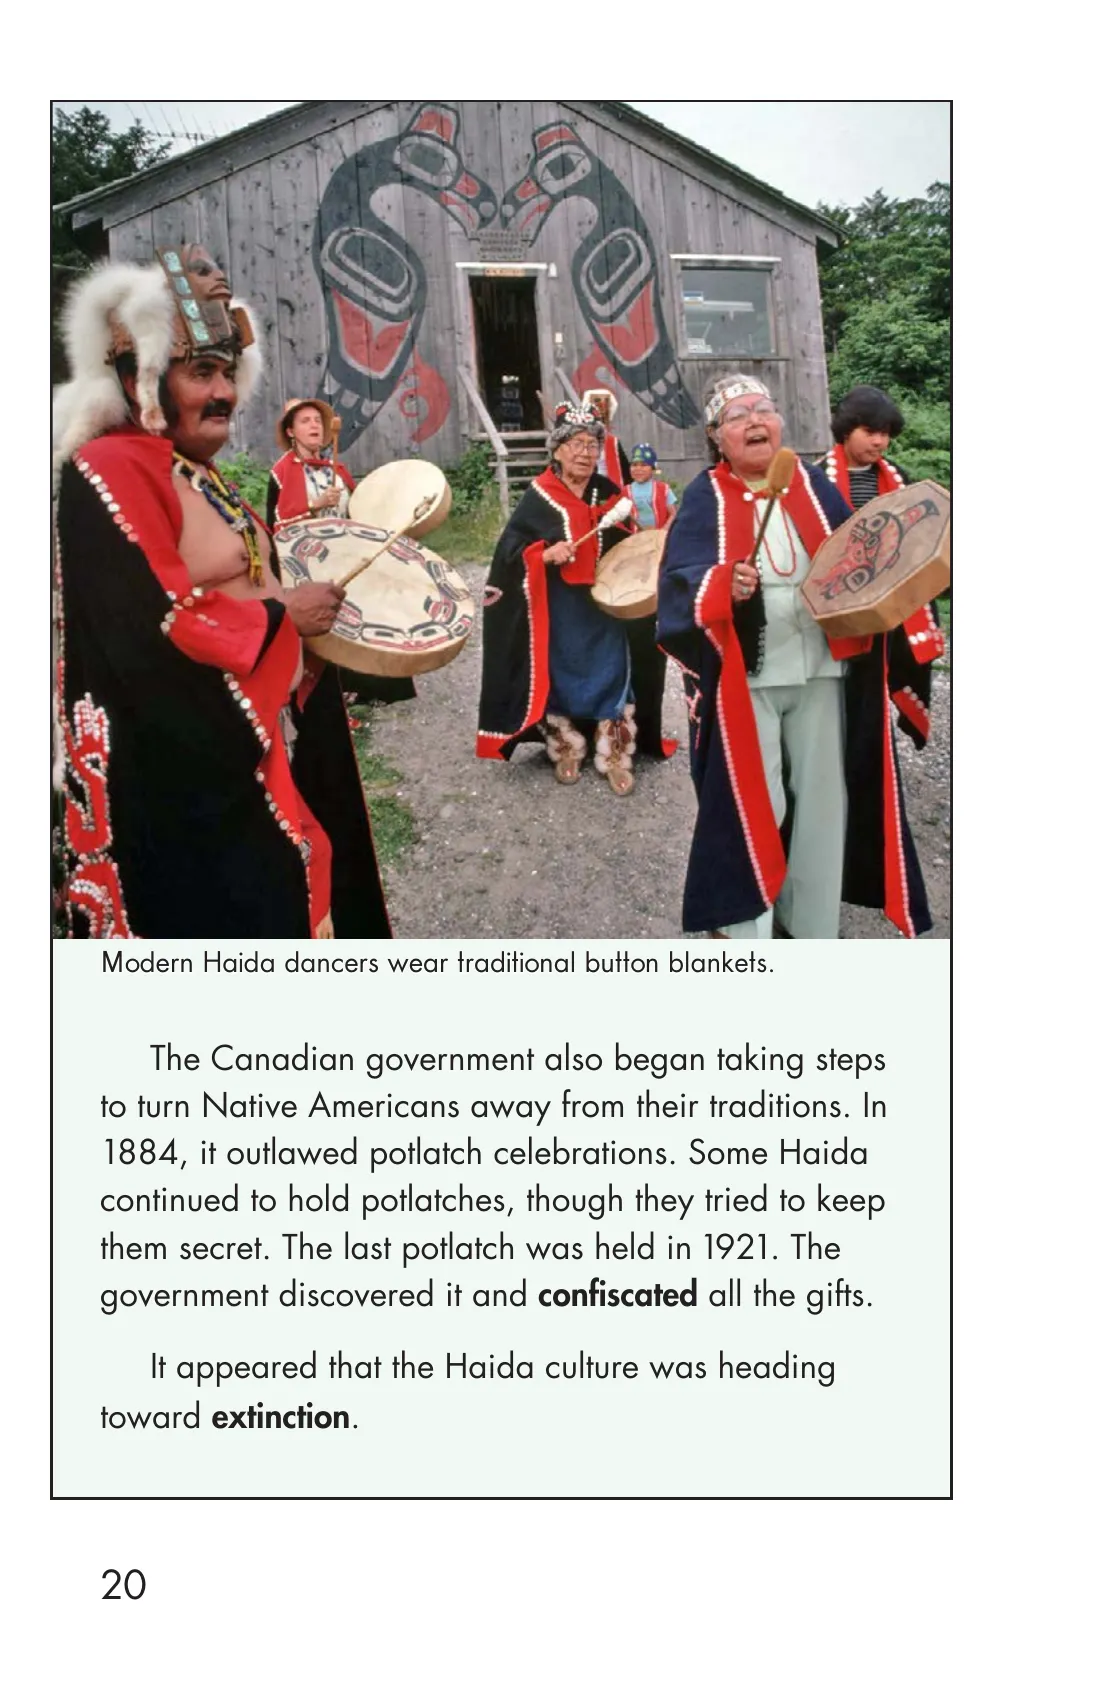 Modern Haida dancers wear traditional button blankets.
The Canadian government also began taking steps
to turn Native Americans away from their traditions. In
1884, it outlawed potlatch celebrations. Some Haida
continued to hold potlatches, though they tried to keep
them secret. The last potlatch was held in 1921. The
government discovered it and confiscated all the gifts.
It appeared that the Haida culture was heading
toward extinction.
20